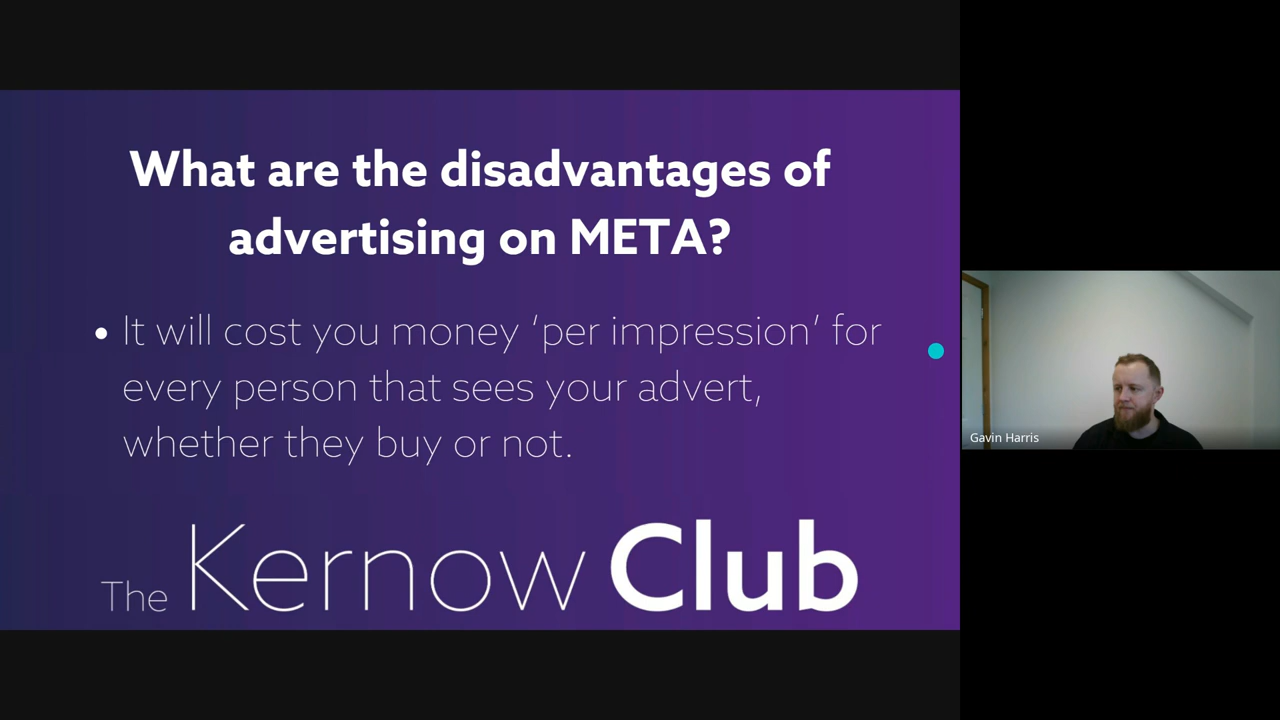 What are the disadvantages of
advertising on META?
• It will cost you money ‘per impression’ for
every person that sees your advert,
whether they buy or not.
The Kernow Club
Gavin Harris